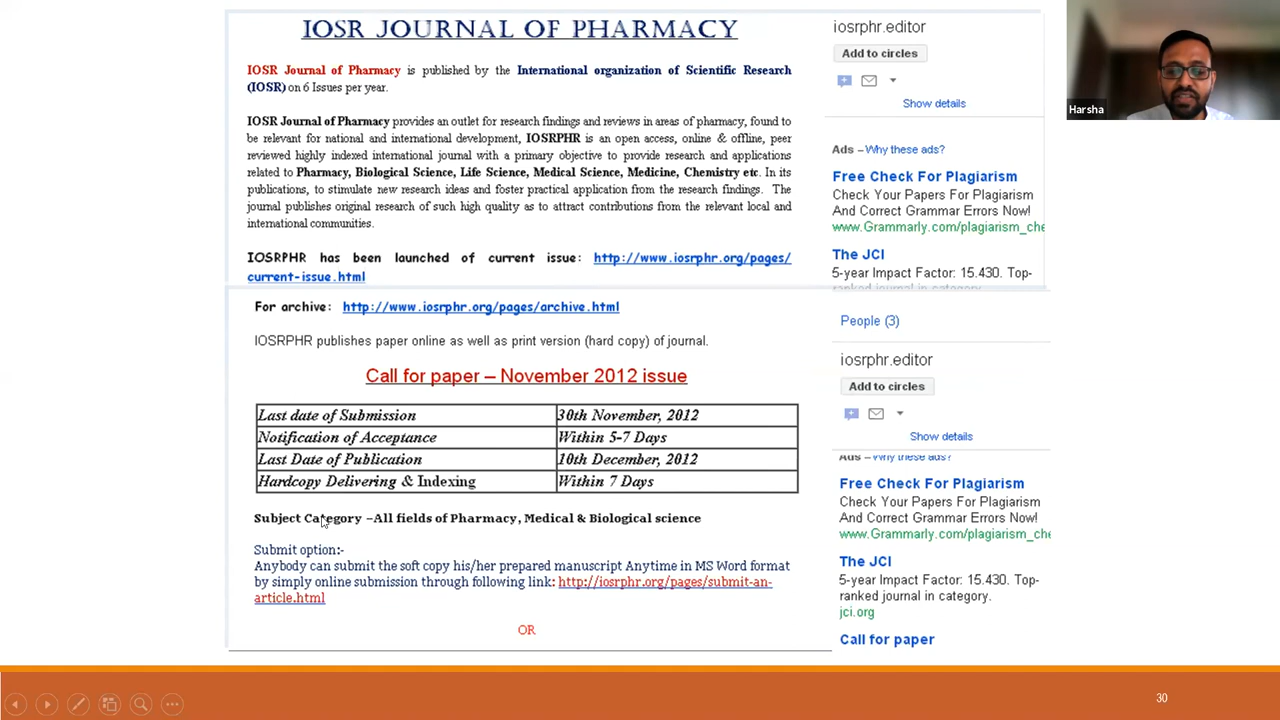 IOSR JOURNAL OF PHARMACY
IOSR Journal of Pharmacy is published by the International organization of Scientific Research
(IOSR) on 6 Issues per year.
IOSR Journal of Pharmacy provides an outlet for research findings and reviews in areas of pharmacy, found to
be relevant for national and international development, IOSRPHR is an open access, online & offline, peer
reviewed highly indexed international journal with a primary objective to provide research and applications
related to Pharmacy, Biological Science, Life Science, Medical Science, Medicine, Chemistry etc. In its
publications, to stimulate new research ideas and foster practical application from the research findings. The
journal publishes original research of such high quality as to attract contributions from the relevant local and
international communities.
IOSRPHR has been launched of current issue: http://www.iosrphr.org/pages/
current-issue.html
For archive: http://www.iosrphr.org/pages/archive.html
IOSRPHR publishes paper online as well as print version (hard copy) of journal.
Call for paper – November 2012 issue
Last date of Submission 30th November, 2012
Notification of Acceptance Within 5-7 Days
Last Date of Publication 10th December, 2012
Hardcopy Delivering & Indexing Within 7 Days
Subject Category –All fields of Pharmacy, Medical & Biological science
Submit option:-
Anybody can submit the soft copy his/her prepared manuscript Anytime in MS Word format
by simply online submission through following link: http://iosrphr.org/pages/submit-an-
article.html
OR
iosrphr.editor
Add to circles
Show details
Ads – Why these ads?
Free Check For Plagiarism
Check Your Papers For Plagiarism
And Correct Grammar Errors Now!
www.Grammarly.com/plagiarism_che
The JCI
5-year Impact Factor: 15.430. Top-
ranked journal in category.
People (3)
iosrphr.editor
Add to circles
Show details
Ads – Why these ads?
Free Check For Plagiarism
Check Your Papers For Plagiarism
And Correct Grammar Errors Now!
www.Grammarly.com/plagiarism_che
The JCI
5-year Impact Factor: 15.430. Top-
ranked journal in category.
jci.org
Call for paper
Harsha
30